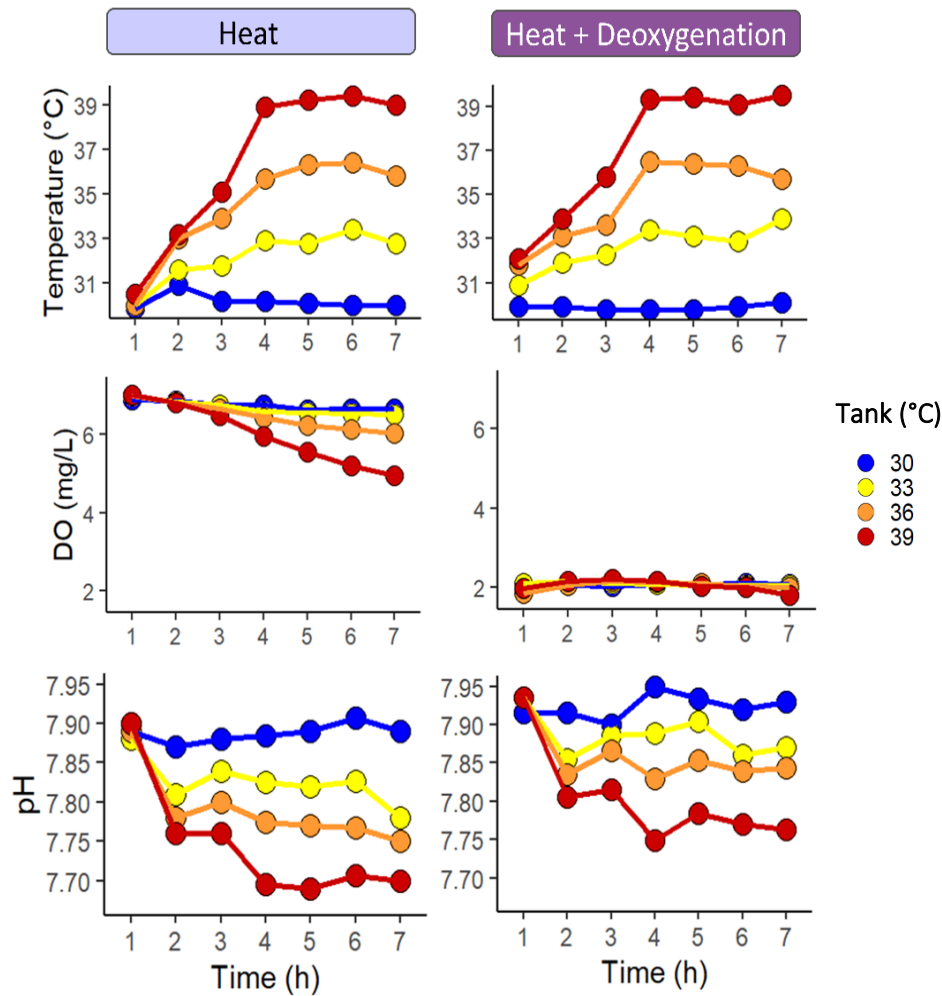 Heat
Heat + Deoxygenation
Temperature (°C)
39
37
35
33
31
1 2 3 4 5 6 7
39
37
35
33
31
1 2 3 4 5 6 7
DO (mg/L)
6
4
2
1 2 3 4 5 6 7
6
4
2
1 2 3 4 5 6 7
Tank (°C)
30
33
36
39
pH
7.95
7.90
7.85
7.80
7.75
7.70
1 2 3 4 5 6 7
Time (h)
7.95
7.90
7.85
7.80
7.75
7.70
1 2 3 4 5 6 7
Time (h)